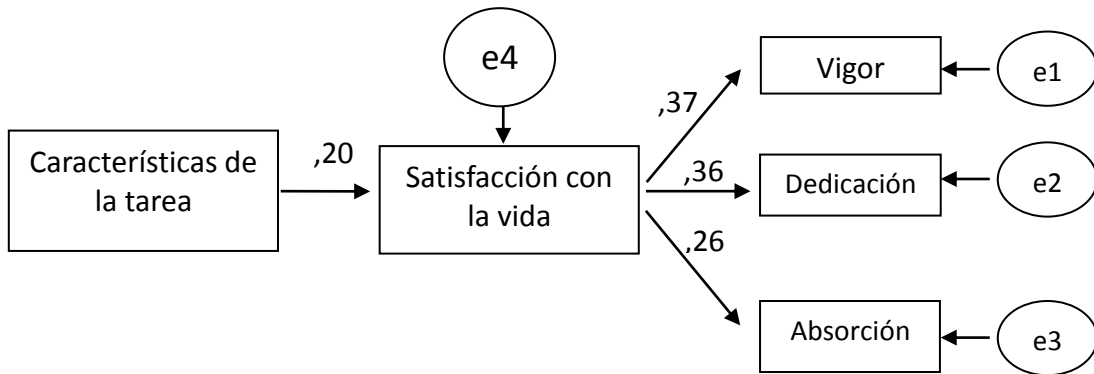 e4
Vigor
e1
,37
Características de
la tarea
,20
Satisfacción con
la vida
,36
Dedicación
e2
,26
Absorción
e3